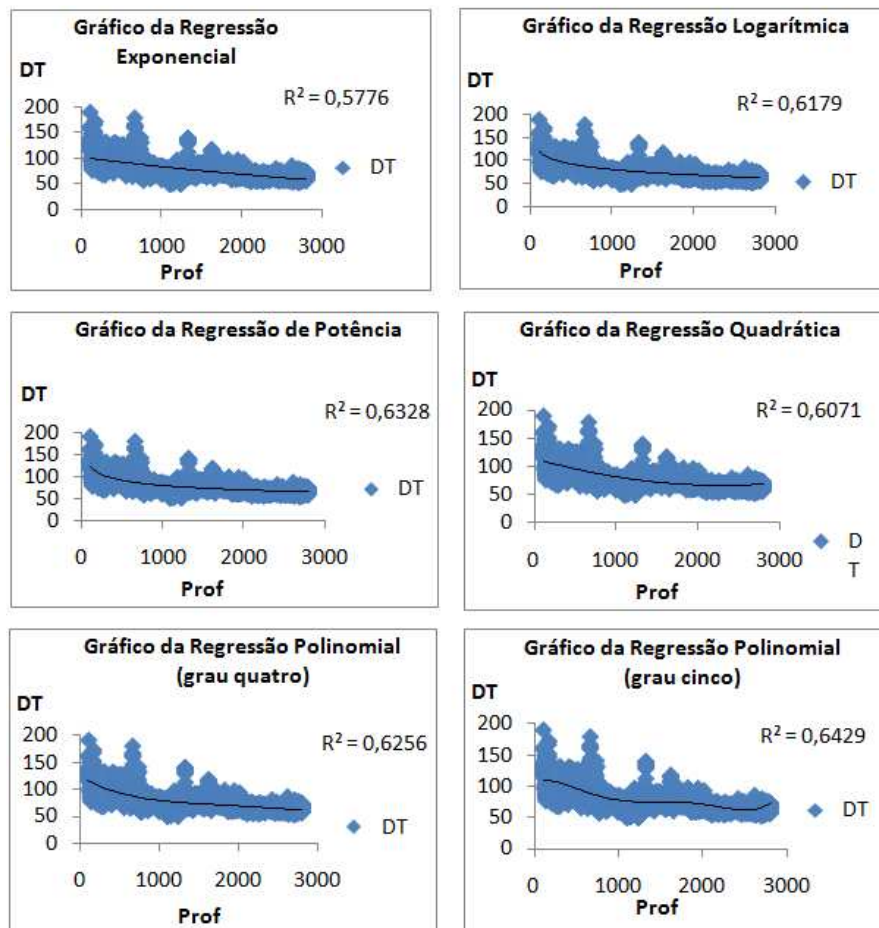 Gráfico da Regressão
Exponencial
DT
R² = 0,5776
200
150
100
50
0
DT
0 1000 2000 3000
Prof
Gráfico da Regressão Logarítmica
DT
R² = 0,6179
200
150
100
50
0
DT
0 1000 2000 3000
Prof
Gráfico da Regressão de Potência
DT
R² = 0,6328
200
150
100
50
0
DT
0 1000 2000 3000
Prof
Gráfico da Regressão Quadrática
DT
R² = 0,6071
200
150
100
50
0
D
T
0 1000 2000 3000
Prof
Gráfico da Regressão Polinomial
(grau quatro)
DT
R² = 0,6256
200
150
100
50
0
DT
0 1000 2000 3000
Prof
Gráfico da Regressão Polinomial
(grau cinco)
DT
R² = 0,6429
200
150
100
50
0
DT
0 1000 2000 3000
Prof